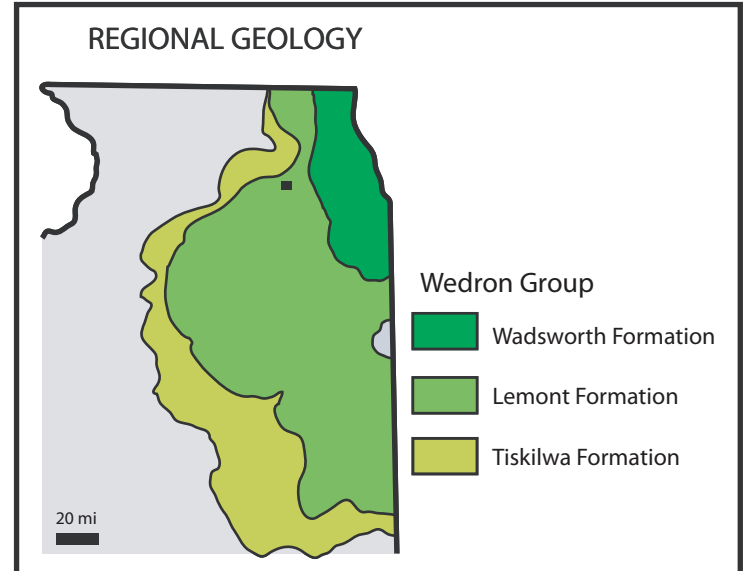 REGIONAL GEOLOGY
Wedron Group
Wadsworth Formation
Lemont Formation
Tiskilwa Formation
20 mi